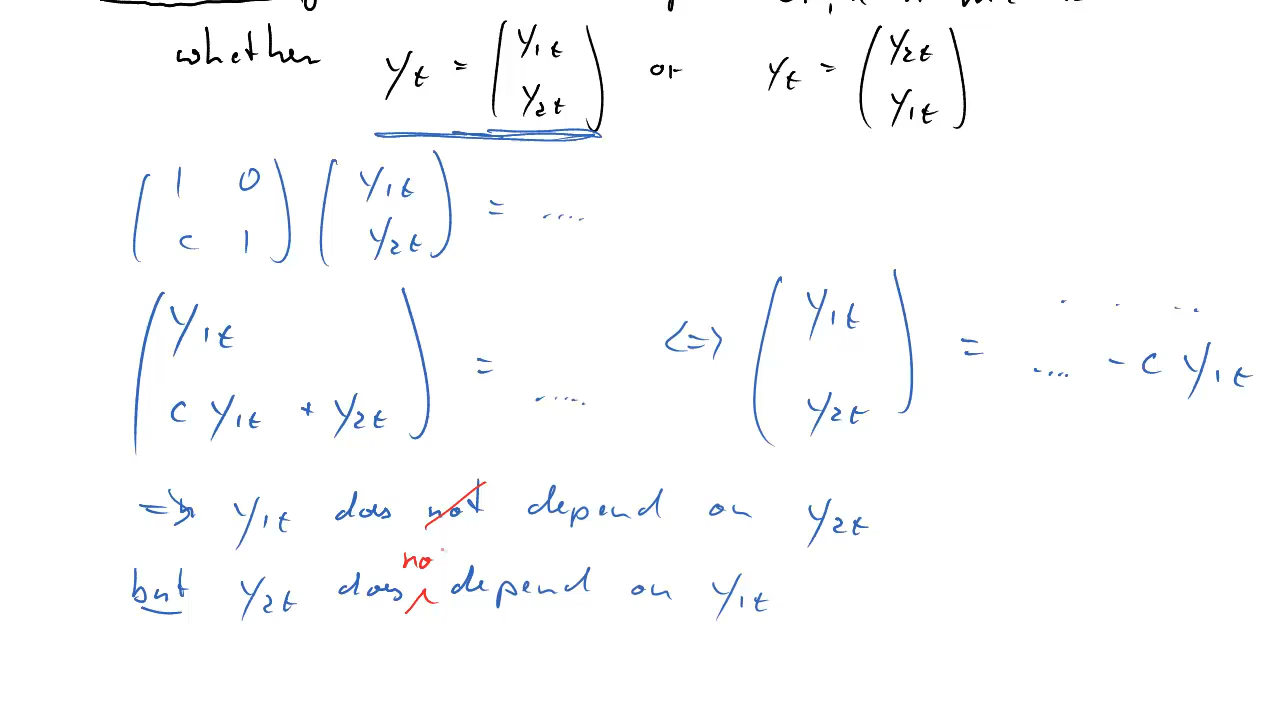 whether y_t = ( y_1t y_2t ) or y_t = ( y_2t y_1t )
( 1 0 c 1 ) ( y_1t y_2t ) = ....
( y_1t c y_1t + y_2t ) = ..... <=> ( y_1t y_2t ) = .... .... - c y_1t
=> y_1t does not depend on y_2t
no
but y_2t does depend on y_1t